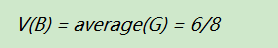 V(B) = average(G) = 6/8